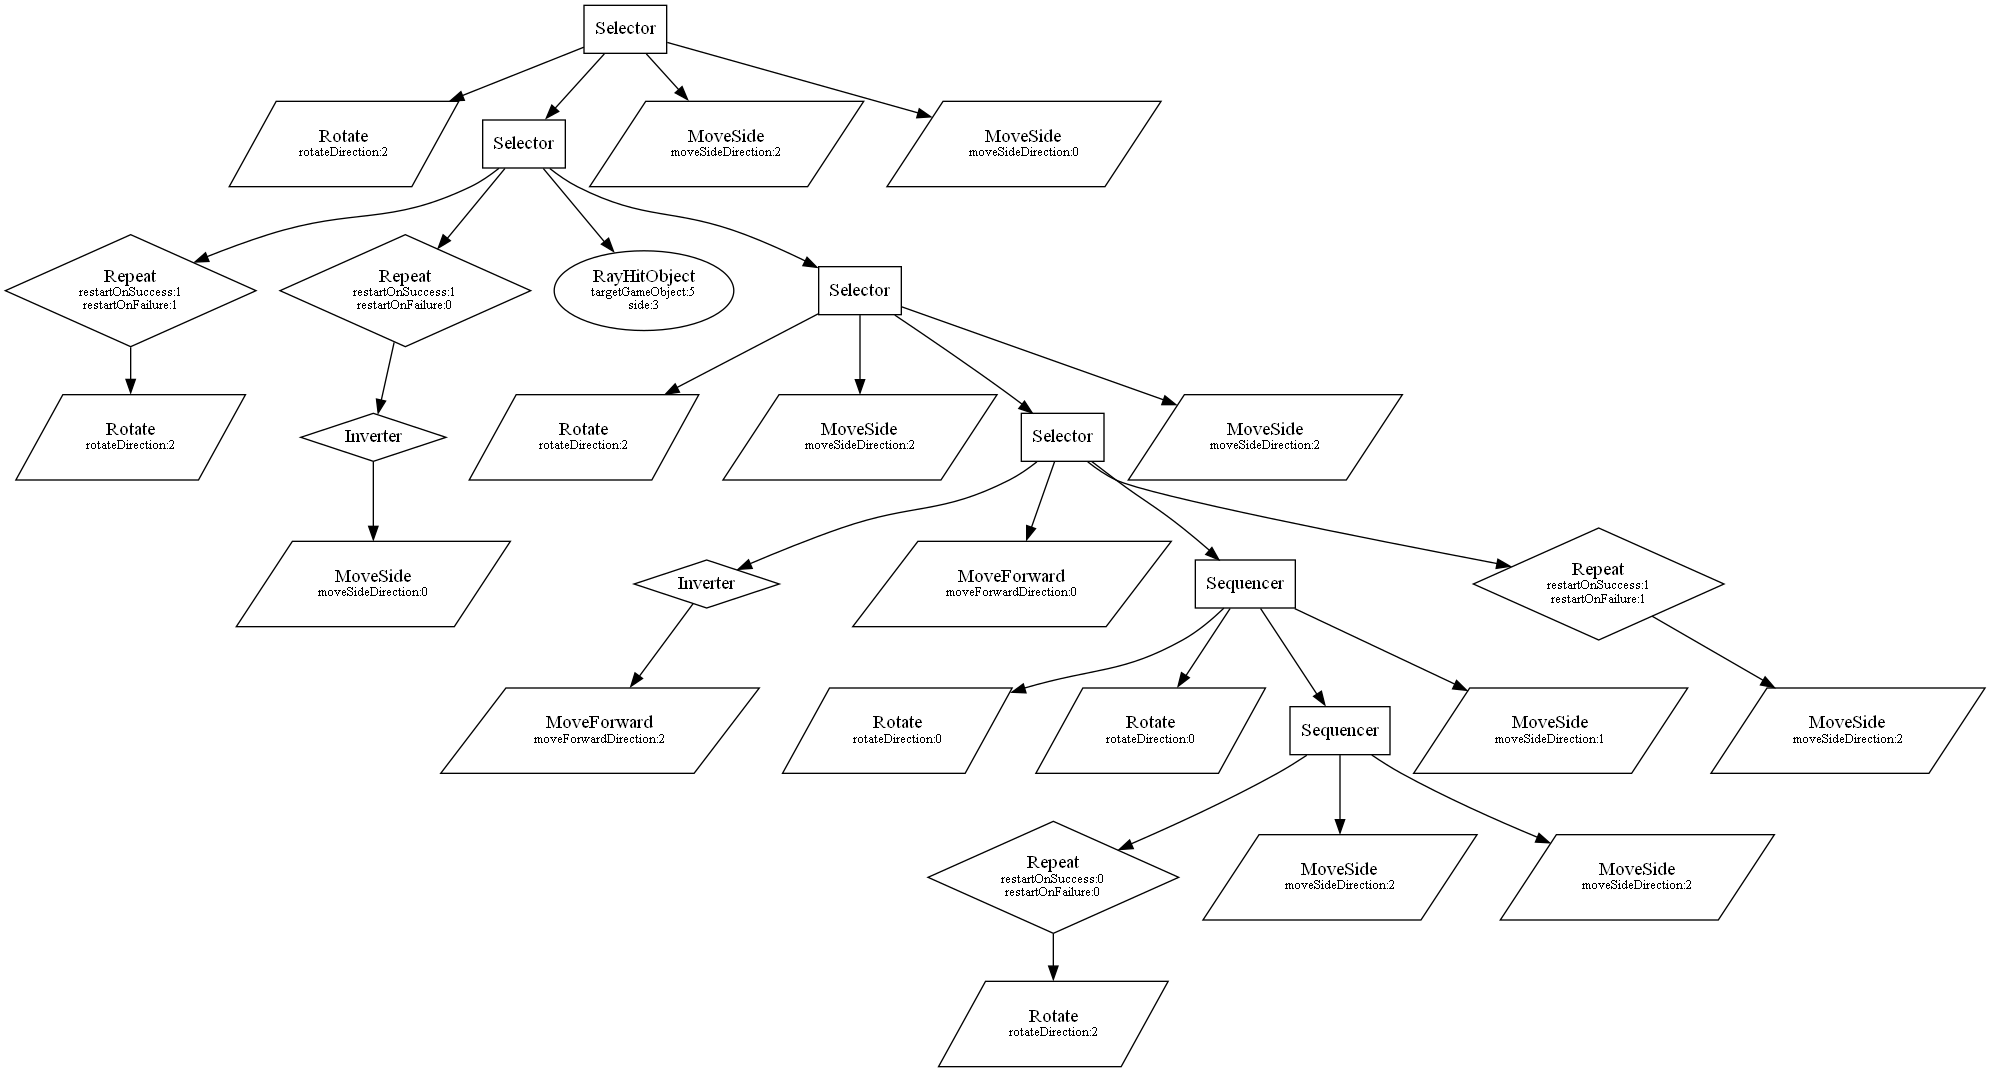 Selector
Rotate
rotateDirection:2
Selector
MoveSide
moveSideDirection:2
MoveSide
moveSideDirection:0
Repeat
restartOnSuccess:1
restartOnFailure:1
Repeat
restartOnSuccess:1
restartOnFailure:0
RayHitObject
targetGameObject:5
side:3
Selector
Rotate
rotateDirection:2
Inverter
Rotate
rotateDirection:2
MoveSide
moveSideDirection:2
Selector
MoveSide
moveSideDirection:2
MoveSide
moveSideDirection:0
Inverter
MoveForward
moveForwardDirection:0
Sequencer
Repeat
restartOnSuccess:1
restartOnFailure:1
MoveForward
moveForwardDirection:2
Rotate
rotateDirection:0
Rotate
rotateDirection:0
Sequencer
MoveSide
moveSideDirection:1
MoveSide
moveSideDirection:2
Repeat
restartOnSuccess:0
restartOnFailure:0
MoveSide
moveSideDirection:2
MoveSide
moveSideDirection:2
Rotate
rotateDirection:2